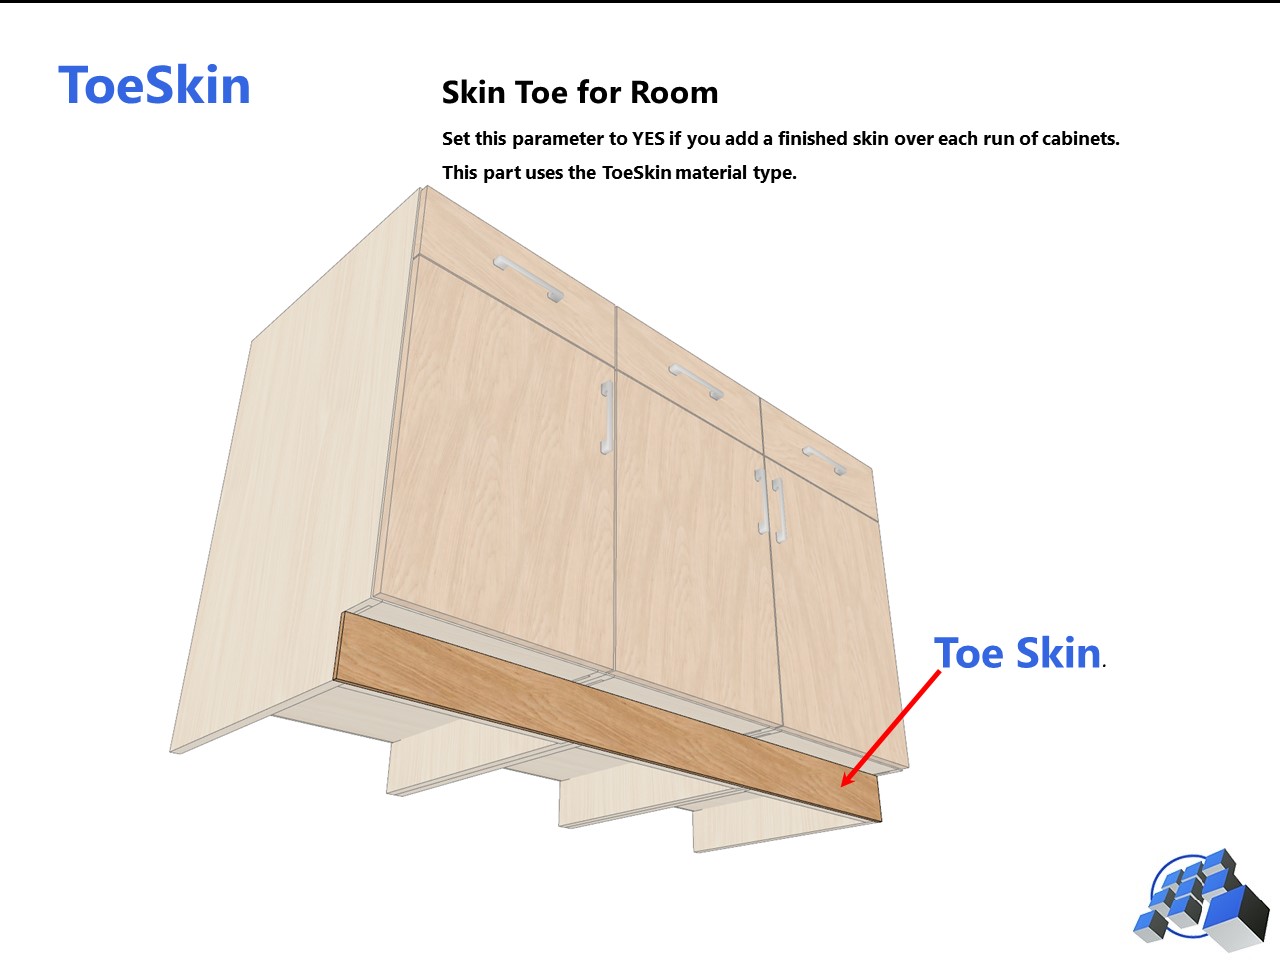 ToeSkin
Skin Toe for Room
Set this parameter to YES if you add a finished skin over each run of cabinets.
This part uses the ToeSkin material type.
Toe Skin.